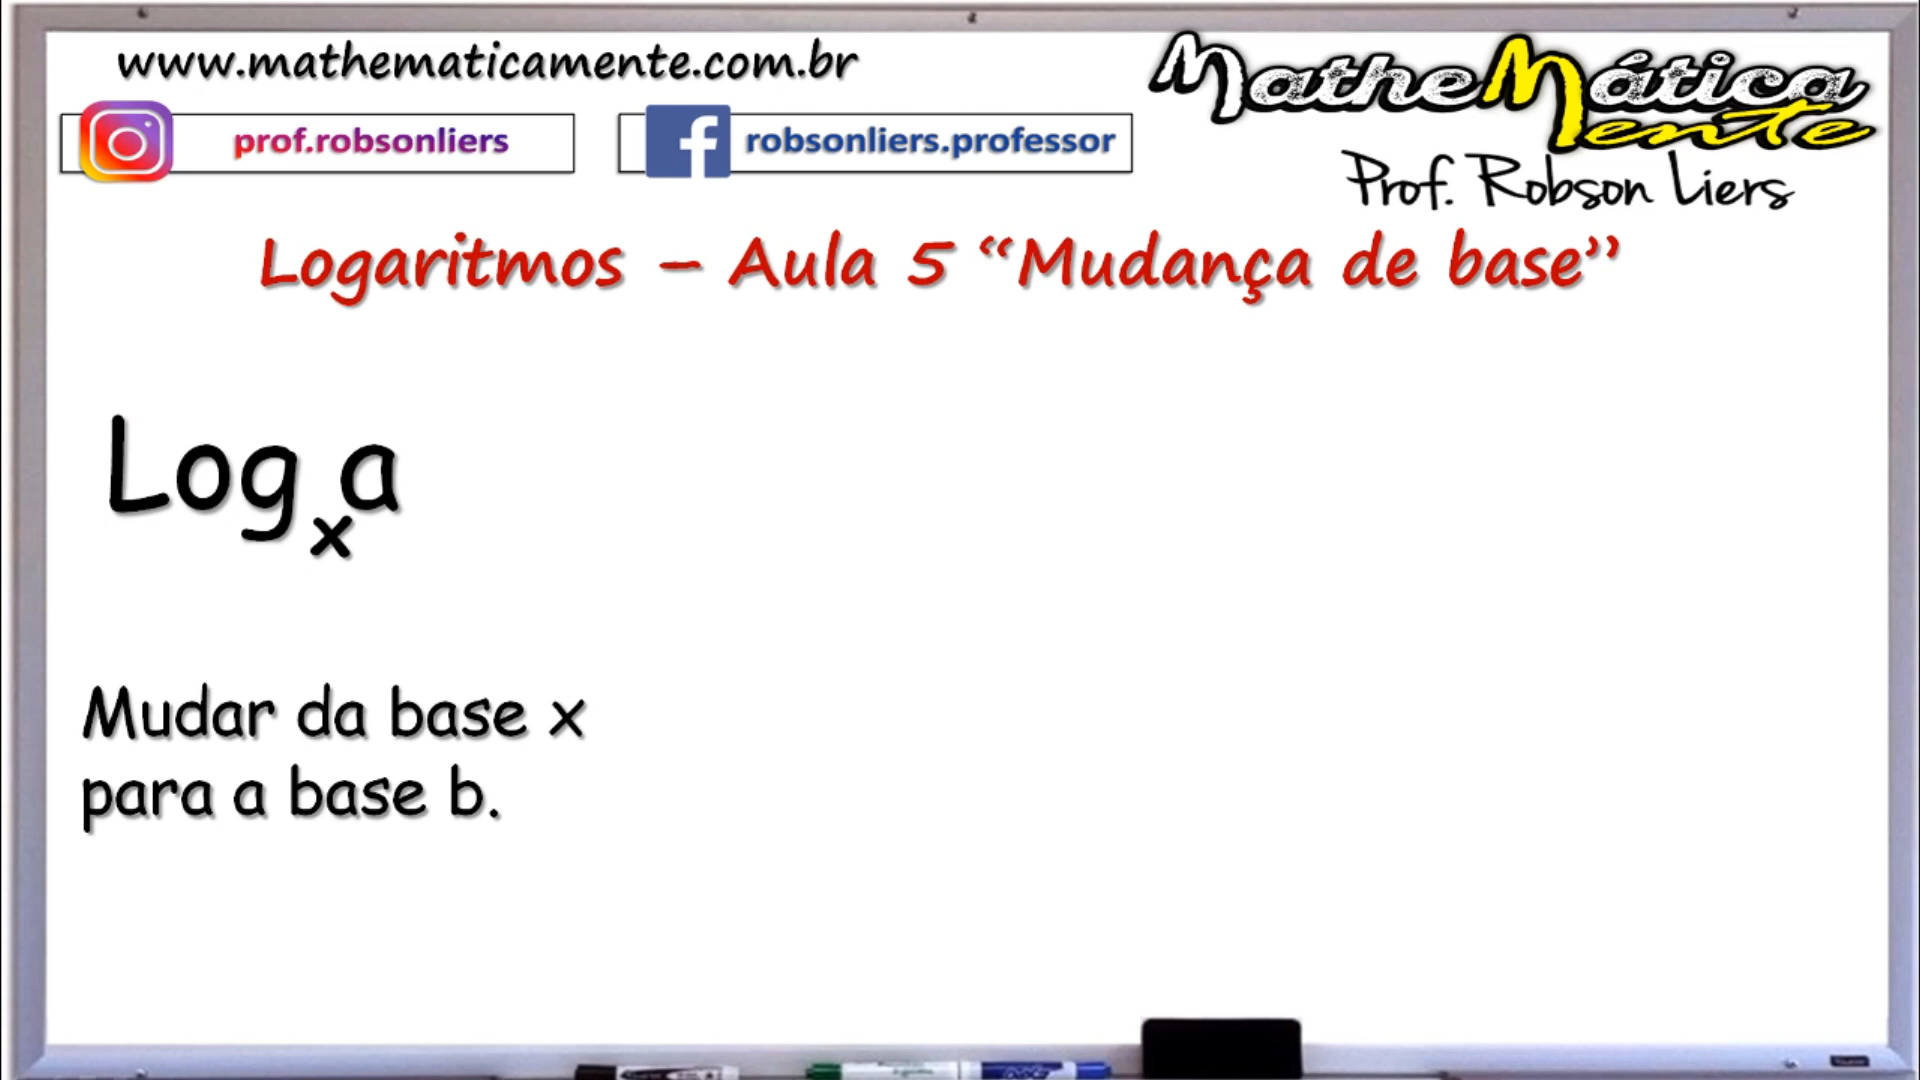 www.mathematicamente.com.br
prof.robsonliers
robsonliers.professor
MatheMática
Mente
Prof. Robson Liers
Logaritmos – Aula 5 “Mudança de base”
Logₓa
Mudar da base x
para a base b.